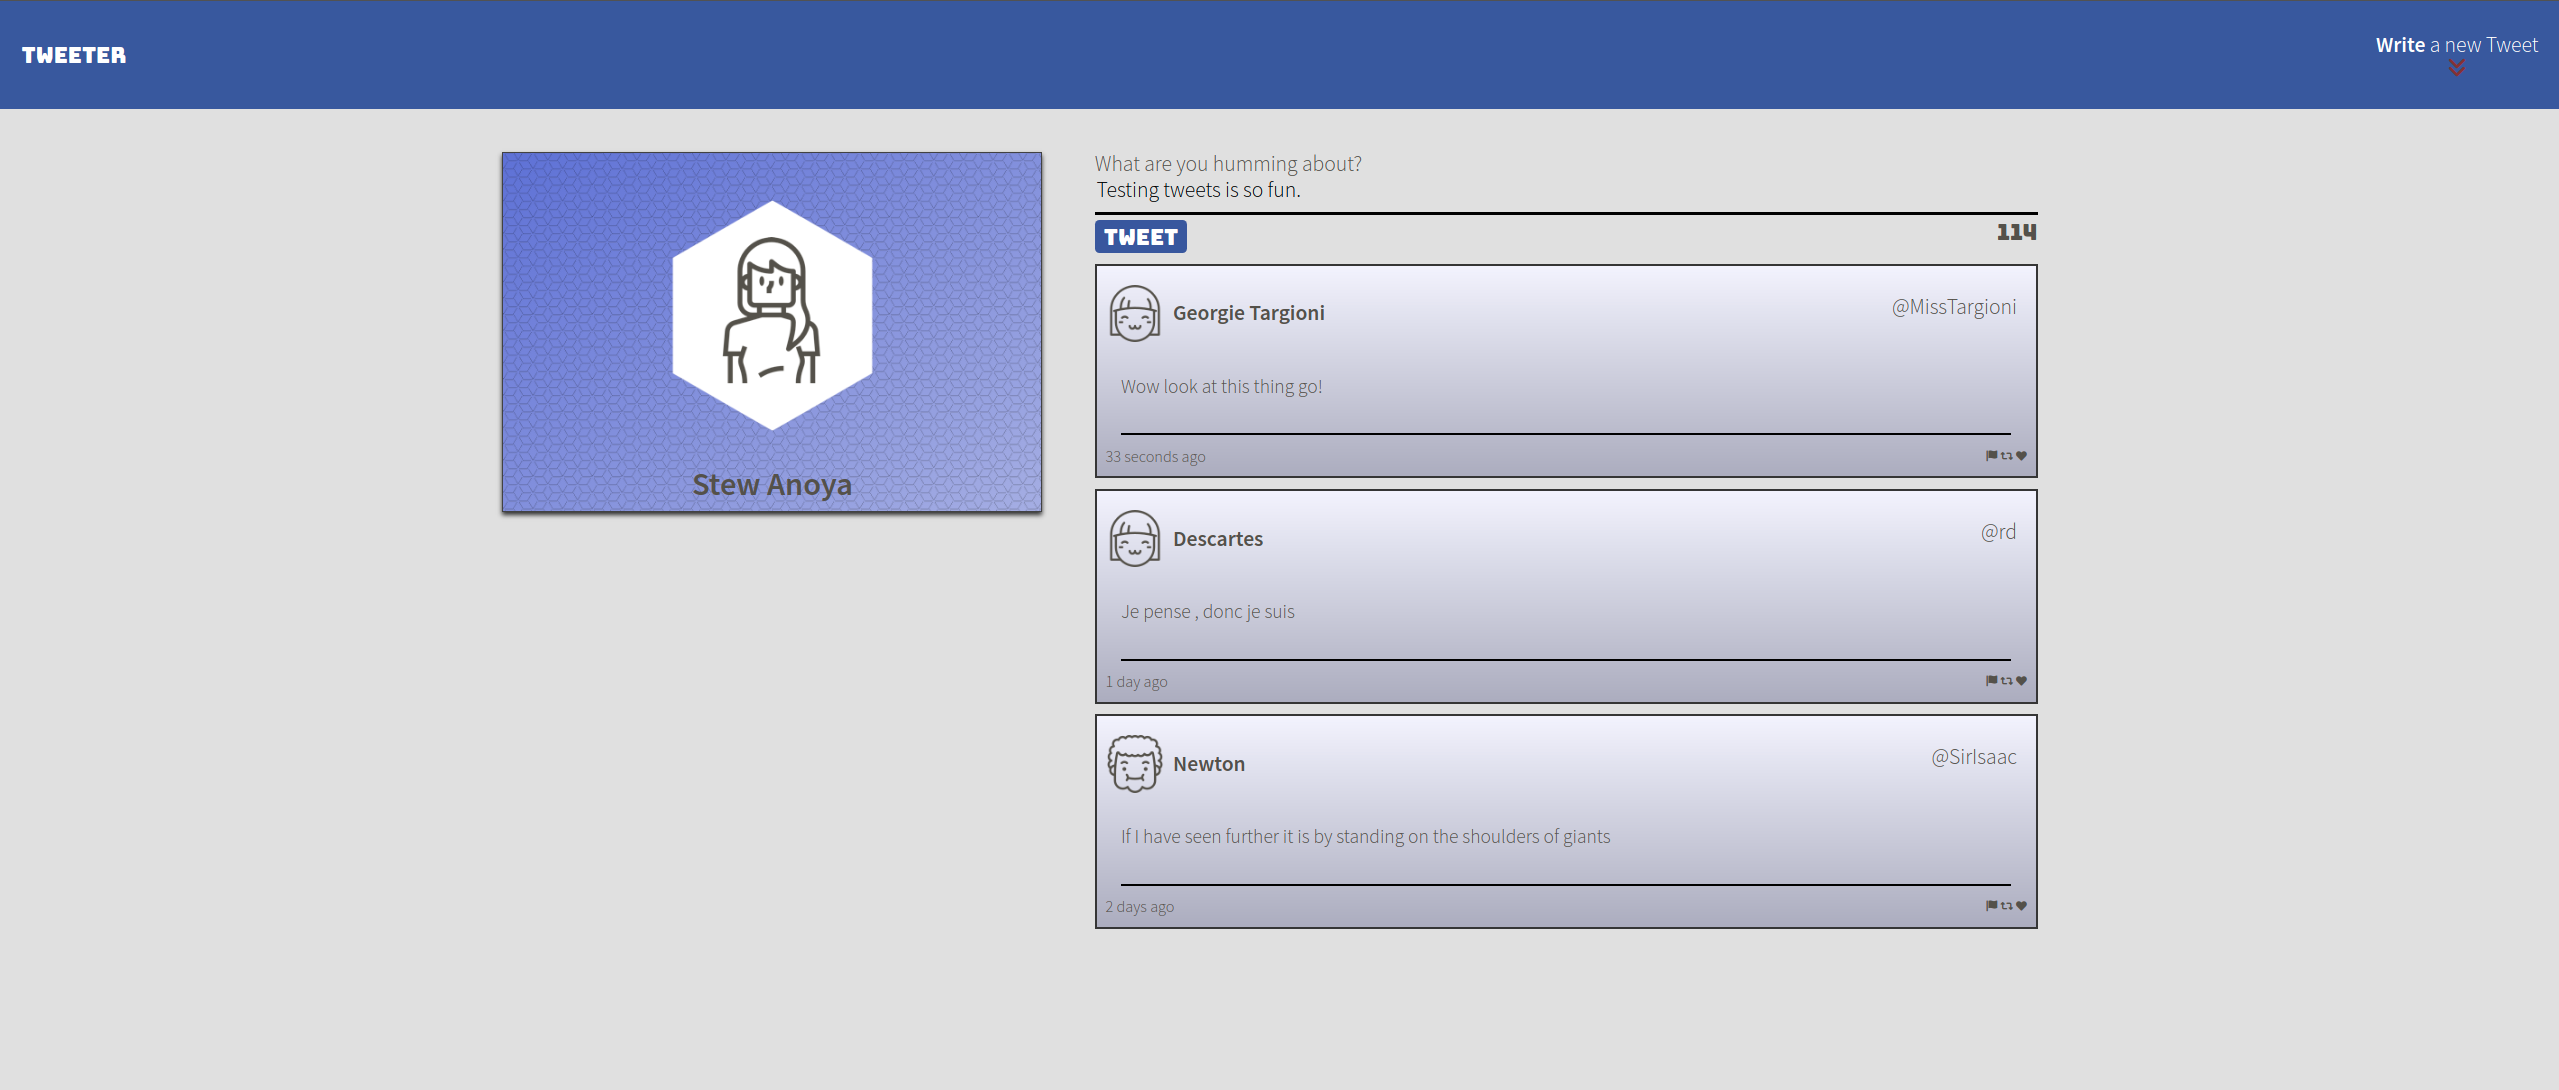 TWEETER
Write a new Tweet
Stew Anoya
What are you humming about?
Testing tweets is so fun.
TWEET
114
Georgie Targioni
@MissTargioni
Wow look at this thing go!
33 seconds ago
Descartes
@rd
Je pense , donc je suis
1 day ago
Newton
@SirIsaac
If I have seen further it is by standing on the shoulders of giants
2 days ago